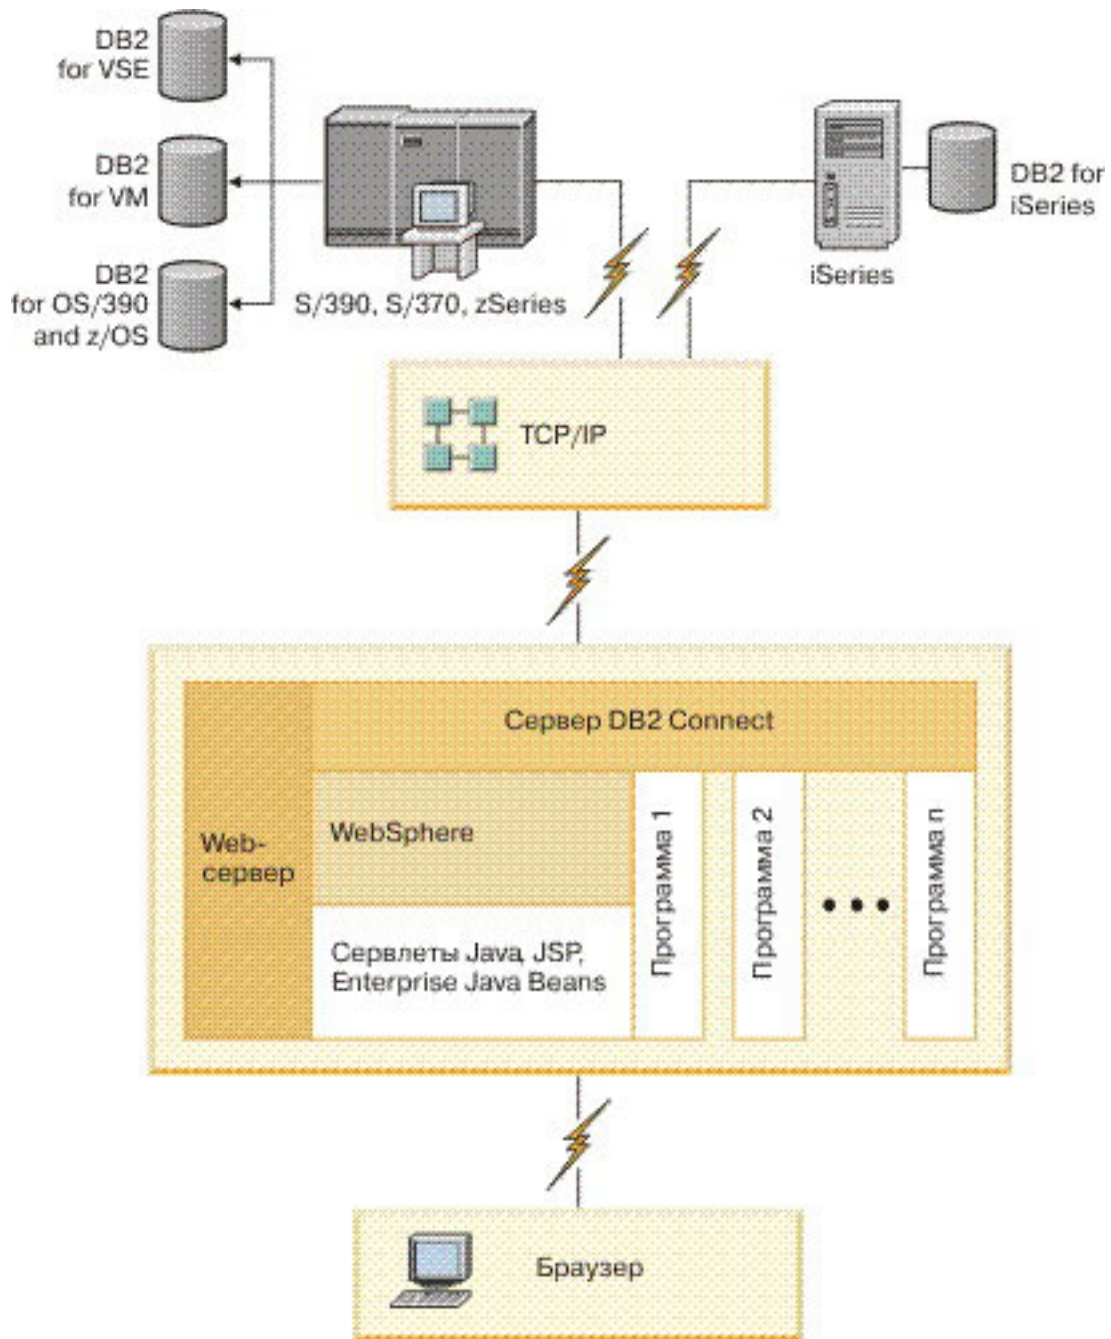 DB2
for VSE
DB2
for VM
DB2
for OS/390
and z/OS
S/390, S/370, zSeries
iSeries
DB2 for
iSeries
TCP/IP
Сервер DB2 Connect
Web-
сервер
WebSphere
Сервлеты Java, JSP,
Enterprise Java Beans
Программа 1
Программа 2
Программа n
Браузер